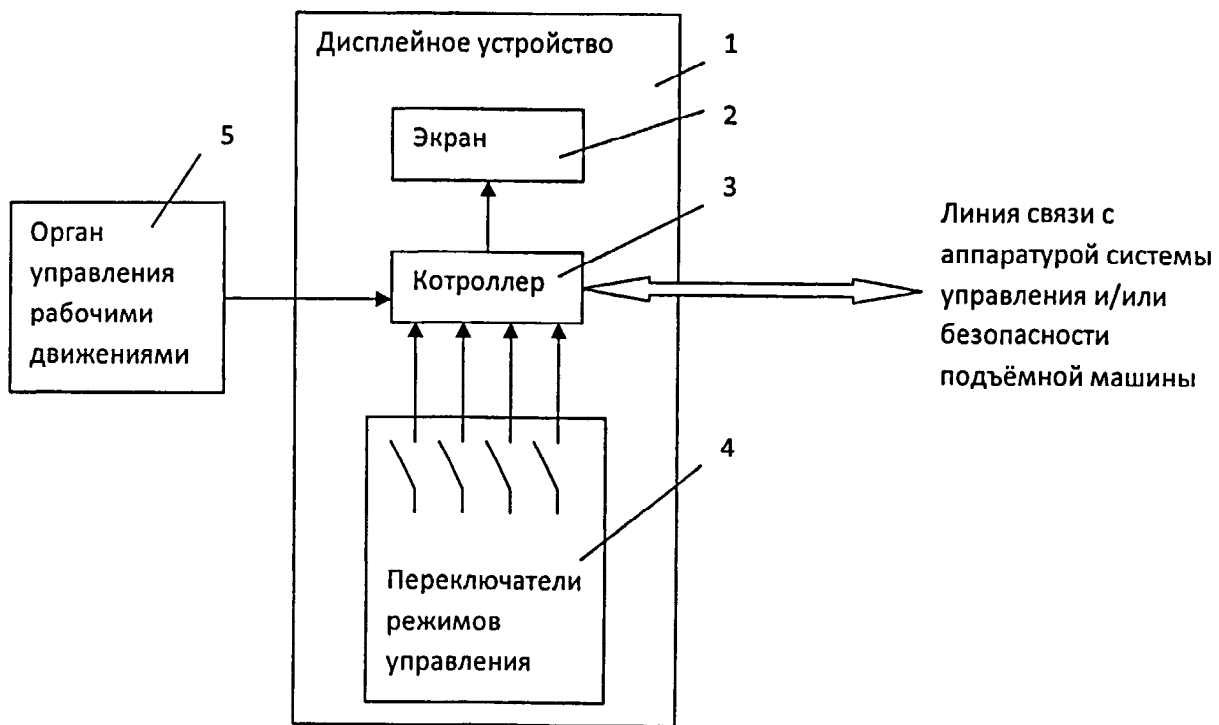 Дисплейное устройство
1
Экран
2
5
3
Орган
управления
рабочими
движениями
Котроллер
Линия связи с
аппаратурой системы
управления и/или
безопасности
подъёмной машины
4
Переключатели
режимов
управления